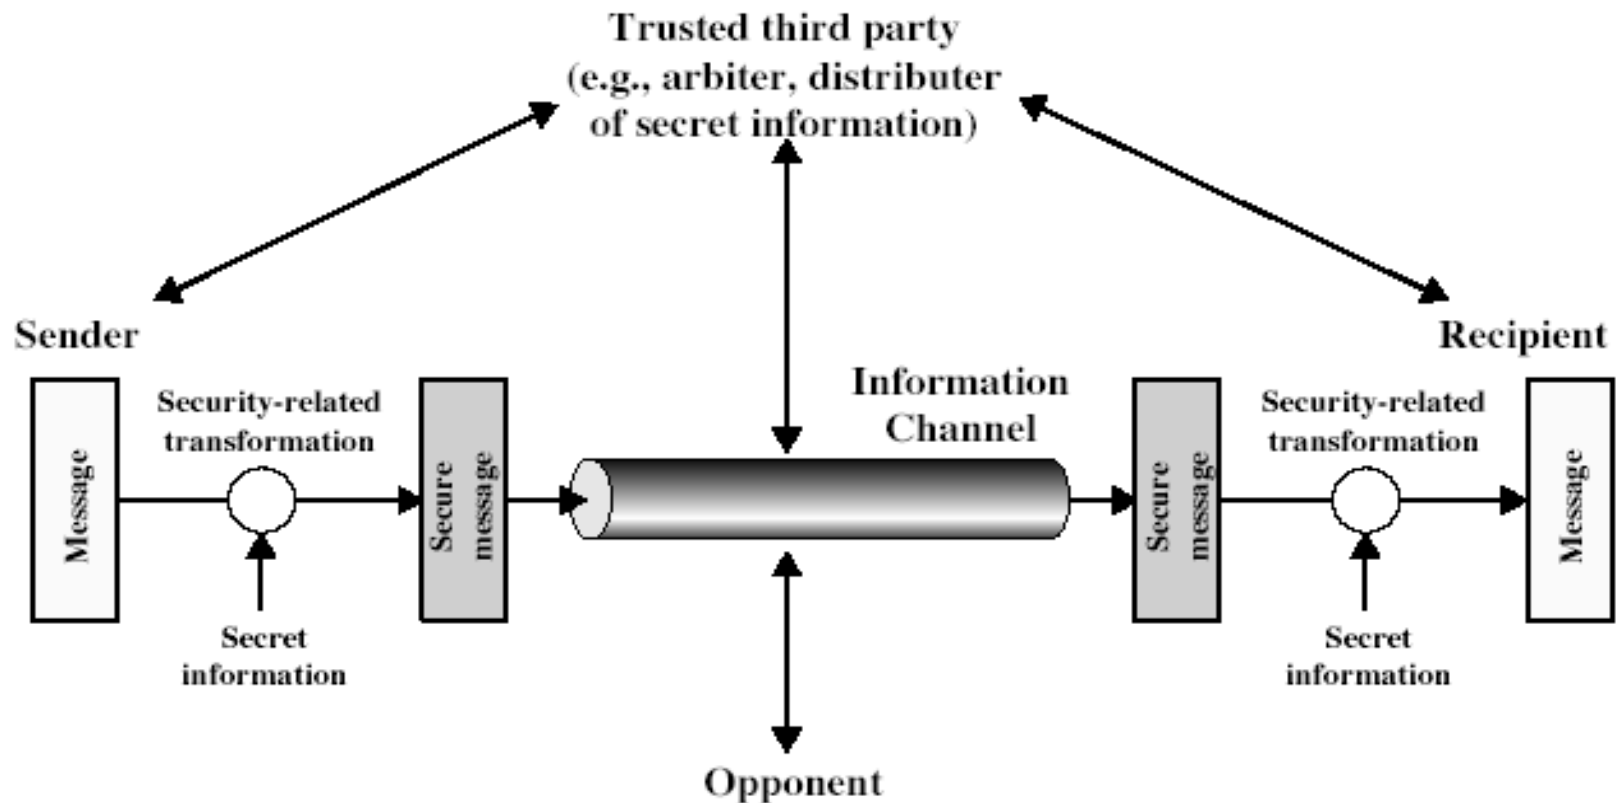 Trusted third party
(e.g., arbiter, distributer
of secret information)
Sender
Recipient
Information
Channel
Security-related
transformation
Security-related
transformation
Message
Secure
message
Secure
message
Message
Secret
information
Secret
information
Opponent